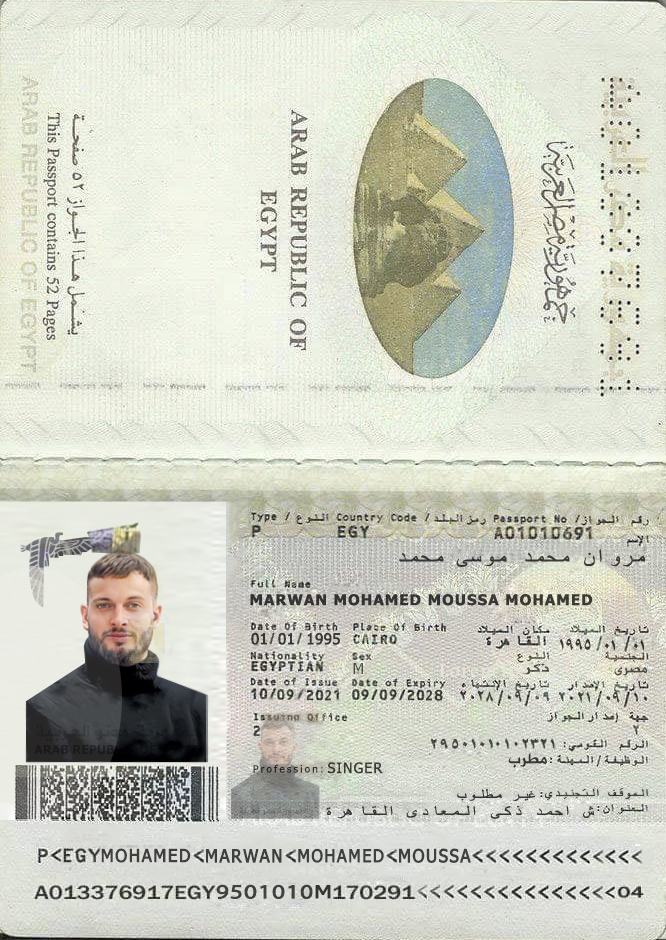 ARAB REPUBLIC OF EGYPT
This Passport contains 52 Pages
يشتمل هذا الجواز ٥٢ صفحة
ARAB REPUBLIC OF
EGYPT
جمهورية مصر العربية
Type / النوع Country Code / رمز البلد Passport No / رقم الجواز
P EGY A01010691
الإسم
مروان محمد موسى محمد
Full Name
MARWAN MOHAMED MOUSSA MOHAMED
Date Of Birth Place Of Birth مكان الميلاد تاريخ الميلاد
01/01/1995 CAIRO القاهرة ١٩٩٥/٠١/٠١
Nationality Sex النوع الجنسية
EGYPTIAN M ذكر مصرى
Date of Issue Date of Expiry تاريخ الإنتهاء تاريخ الإصدار
10/09/2021 09/09/2028 ٢٠٢٨/٠٩/٠٩ ٢٠٢١/٠٩/١٠
Issuing Office جهة إصدار الجواز
2 ٢
الرقم القومي: ٢٩٥٠١٠١٠١٠٢٣٢١
Profession: SINGER الوظيفة/المهنة: مطرب
الموقف التجنيدي: غير مطلوب
العنوان: ش احمد ذكى المعادى القاهرة
ARAB REPUB
P<EGYMOHAMED<MARWAN<MOHAMED<MOUSSA<<<<<<<<<<<<<
A013376917EGY9501010M170291<<<<<<<<<<<<<<<04